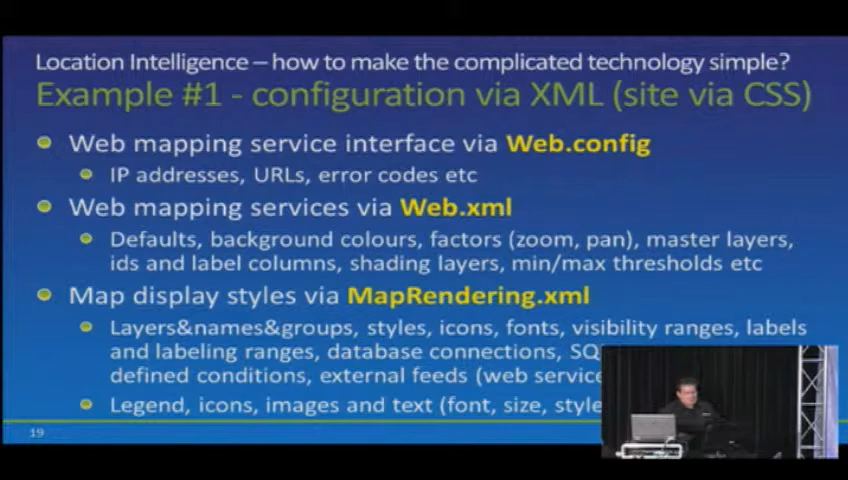 Location Intelligence – how to make the complicated technology simple?
Example #1 - configuration via XML (site via CSS)
Web mapping service interface via Web.config
IP addresses, URLs, error codes etc
Web mapping services via Web.xml
Defaults, background colours, factors (zoom, pan), master layers,
ids and label columns, shading layers, min/max thresholds etc
Map display styles via MapRendering.xml
Layers&names&groups, styles, icons, fonts, visibility ranges, labels
and labeling ranges, database connections,
defined conditions, external feeds (web service
Legend, icons, images and text (font, size, style
19